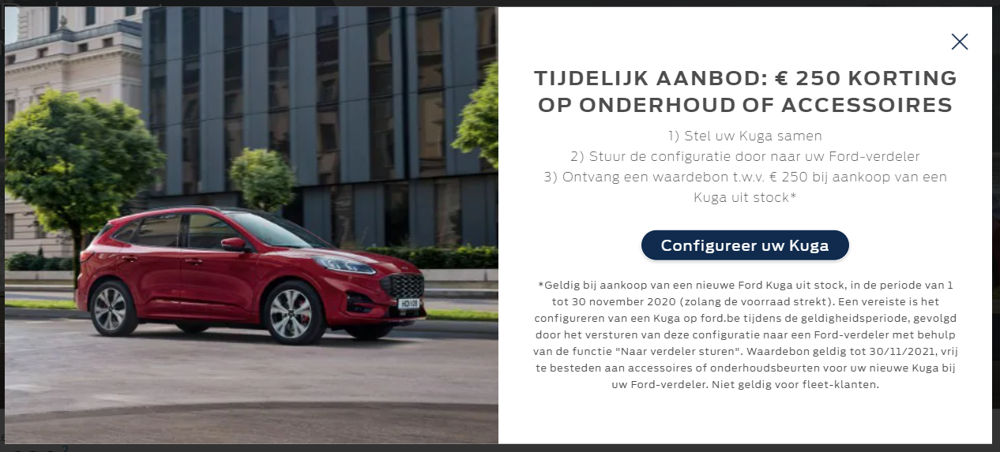 TIJDELIJK AANBOD: € 250 KORTING
OP ONDERHOUD OF ACCESSOIRES
1) Stel uw Kuga samen
2) Stuur de configuratie door naar uw Ford-verdeler
3) Ontvang een waardebon t.w.v. € 250 bij aankoop van een
Kuga uit stock*
Configureer uw Kuga
*Geldig bij aankoop van een nieuwe Ford Kuga uit stock, in de periode van 1
tot 30 november 2020 (zolang de voorraad strekt). Een vereiste is het
configureren van een Kuga op ford.be tijdens de geldigheidsperiode, gevolgd
door het versturen van deze configuratie naar een Ford-verdeler met behulp
van de functie "Naar verdeler sturen". Waardebon geldig tot 30/11/2021, vrij
te besteden aan accessoires of onderhoudsbeurten voor uw nieuwe Kuga bij
uw Ford-verdeler. Niet geldig voor fleet-klanten.